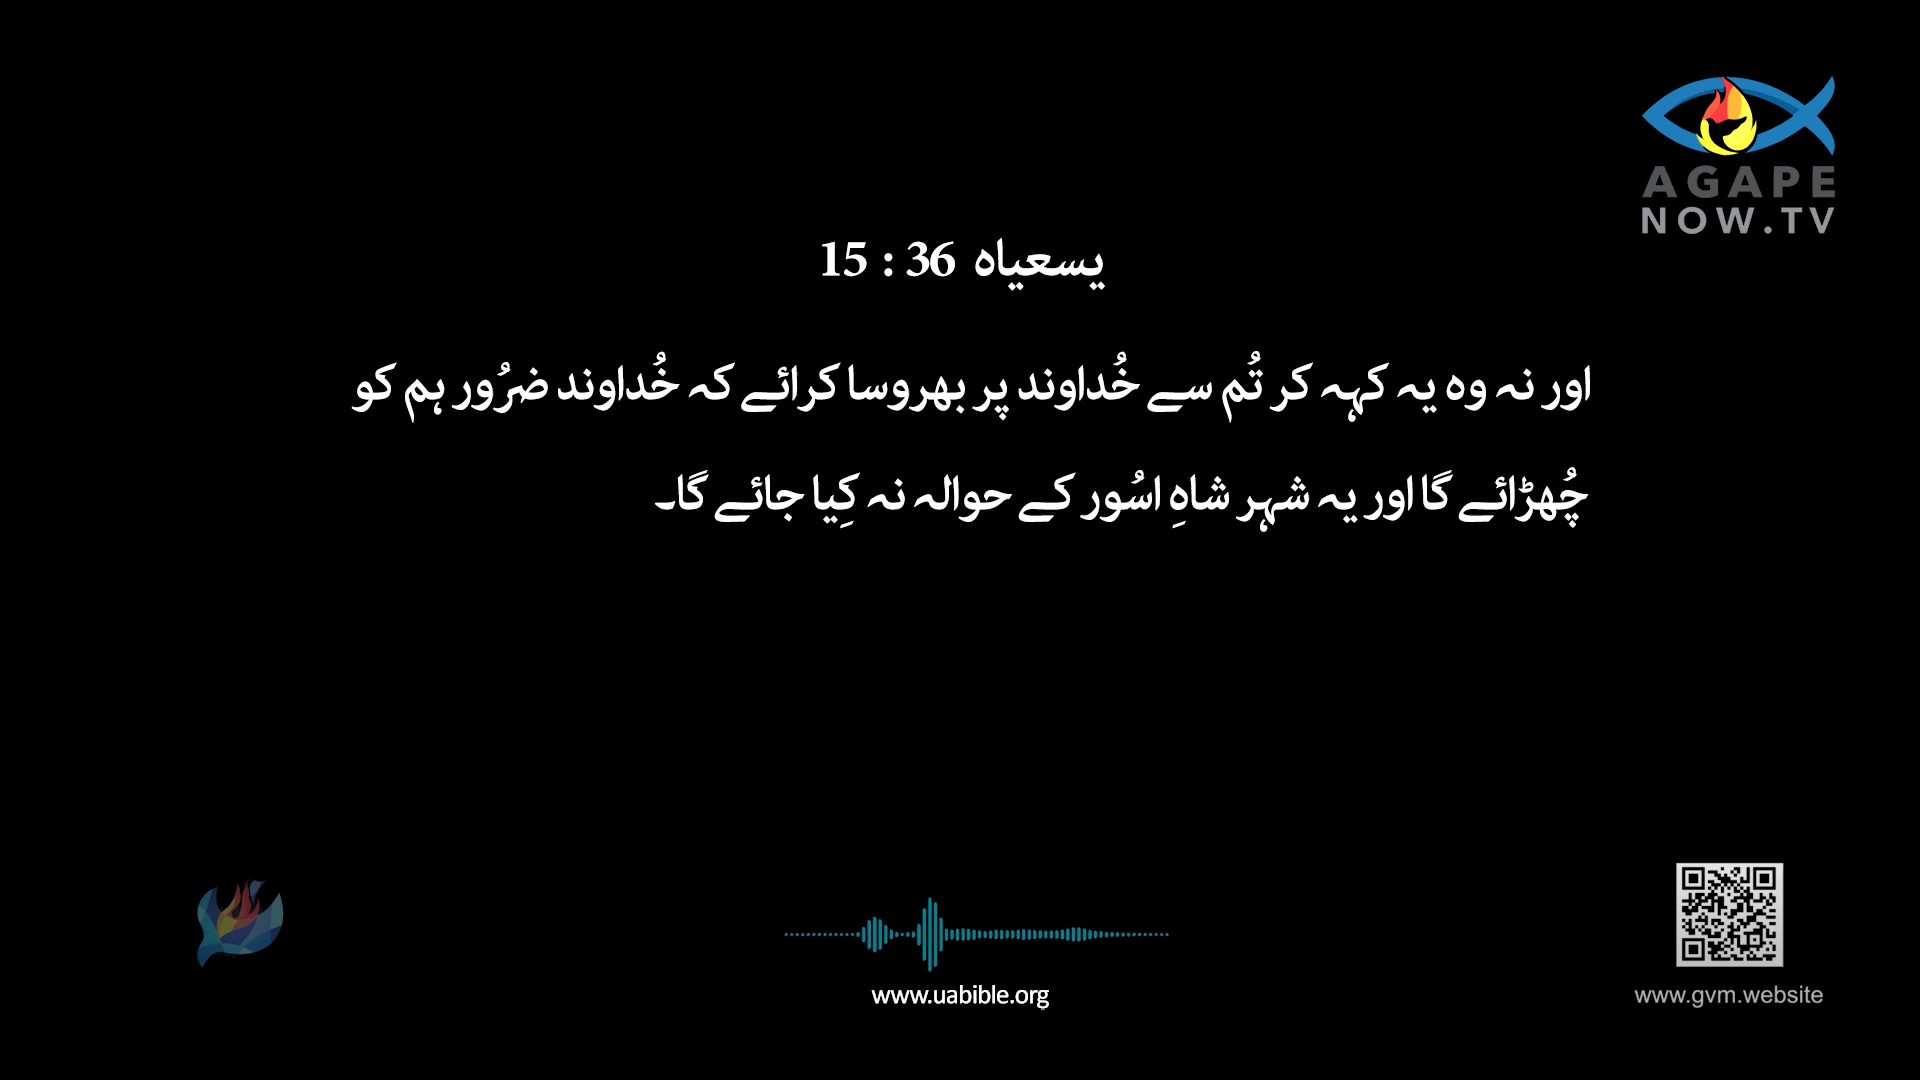 AGAPE
NOW.TV
یسعیاہ 36 : 15
اور نہ وہ یہ کہہ کر تُم سے خُداوند پر بھروسا کرائے کہ خُداوند ضرُور ہم کو
چُھڑائے گا اور یہ شہر شاہِ اسُور کے حوالہ نہ کِیا جائے گا۔
www.uabible.org
www.gvm.website